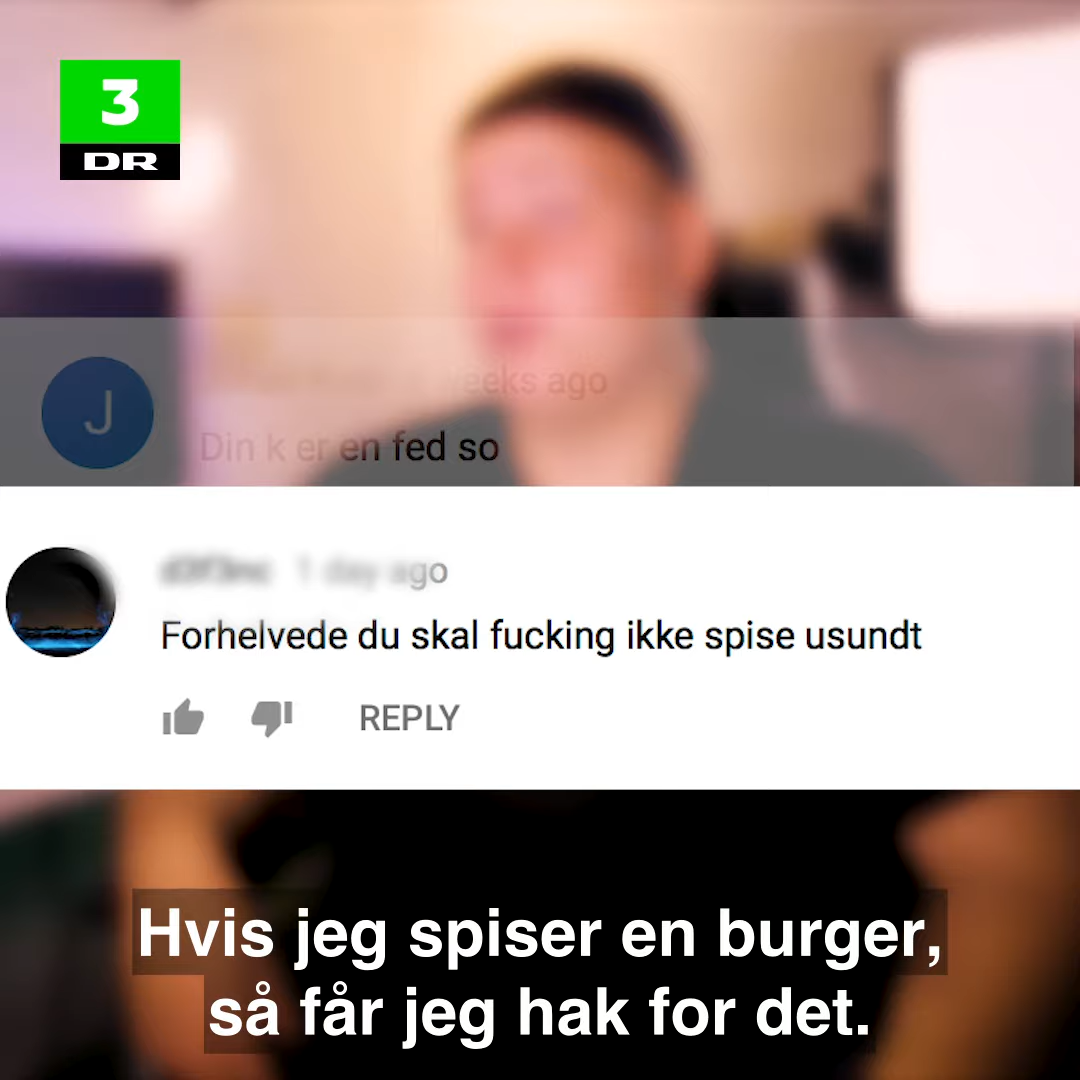 3
DR
J
eeks ago
Din k er en fed so
1 day ago
Forhelvede du skal fucking ikke spise usundt
REPLY
Hvis jeg spiser en burger,
så får jeg hak for det.